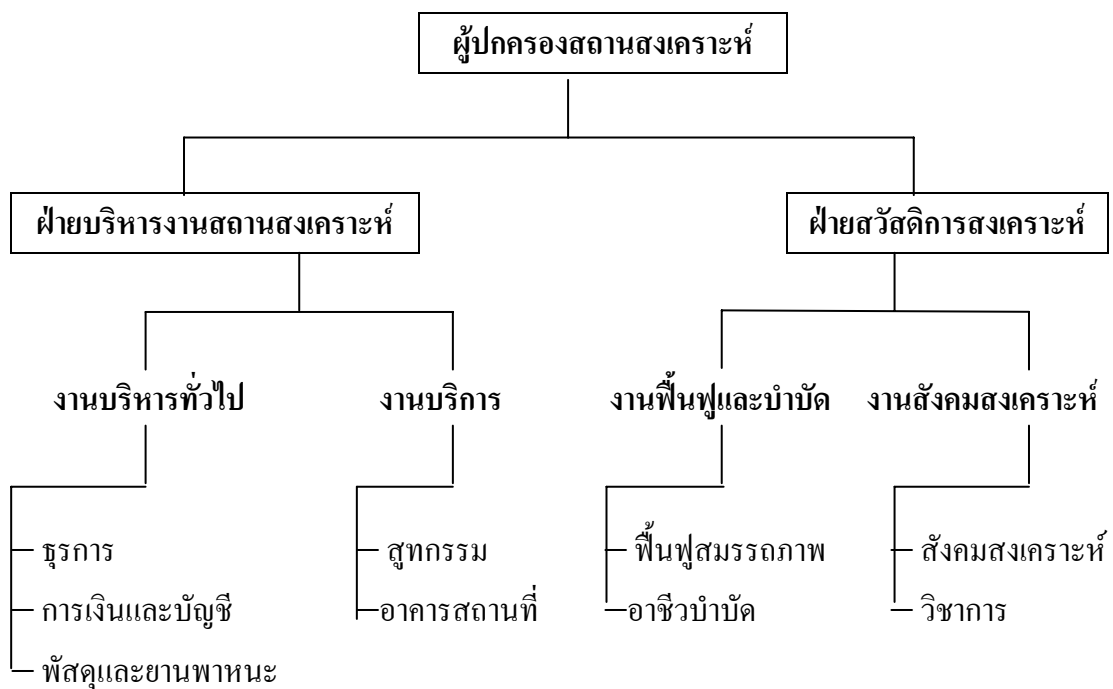 ผู้ปกครองสถานสงเคราะห์
ฝ่ายบริหารงานสถานสงเคราะห์
ฝ่ายสวัสดิการสงเคราะห์
งานบริหารทั่วไป
งานบริการ
งานฟื้นฟูและบำบัด
งานสังคมสงเคราะห์
ธุรการ
สูทกรรม
ฟื้นฟูสมรรถภาพ
สังคมสงเคราะห์
การเงินและบัญชี
อาคารสถานที่
อาชีวบำบัด
วิชาการ
พัสดุและยานพาหนะ